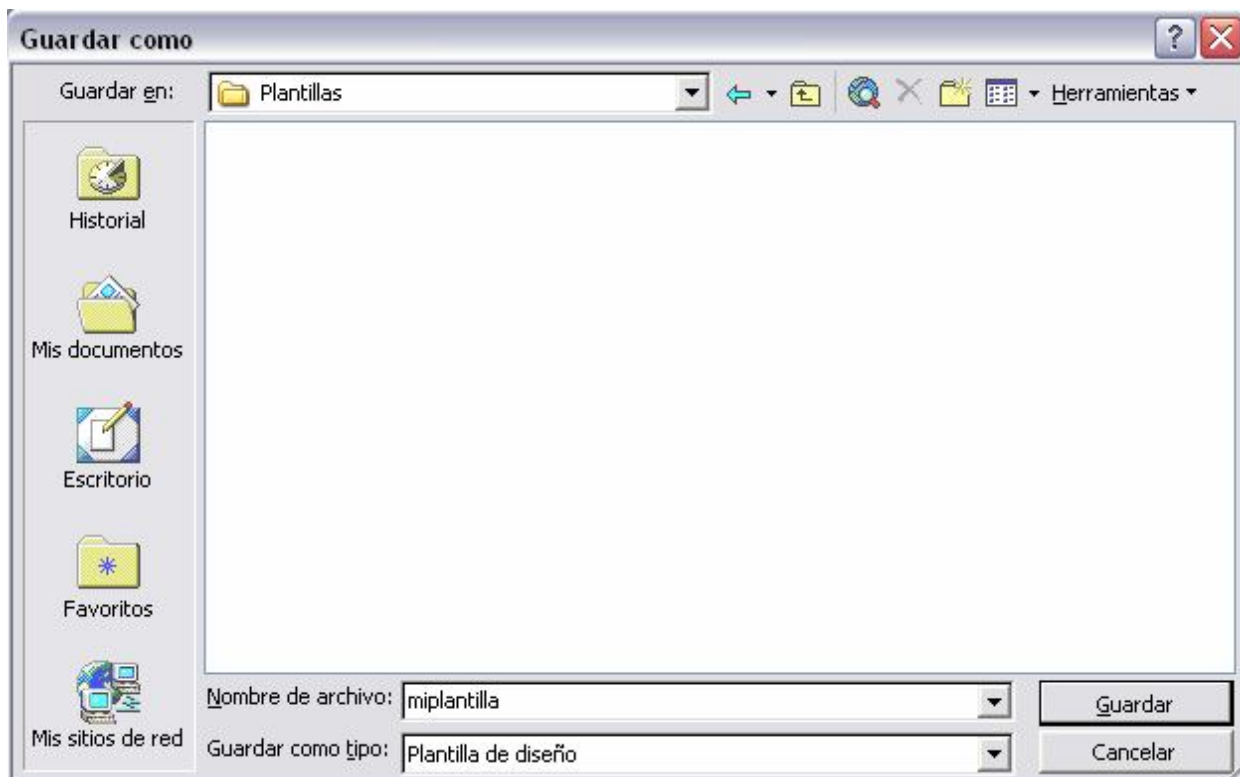 Guardar como
Guardar en:
Plantillas
Herramientas
Historial
Mis documentos
Escritorio
Favoritos
Mis sitios de red
Nombre de archivo: miplantilla
Guardar
Guardar como tipo: Plantilla de diseño
Cancelar